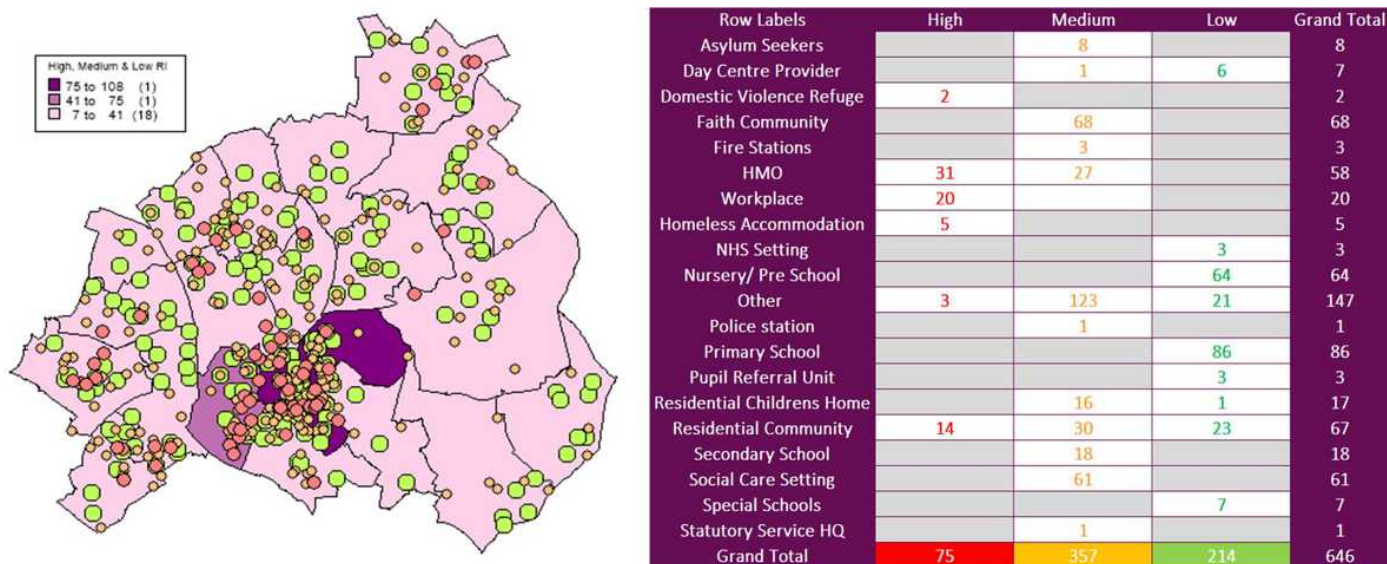 High, Medium & Low RI
75 to 108 (1)
41 to 75 (1)
7 to 41 (18)
Row Labels High Medium Low Grand Total
Asylum Seekers 8 8
Day Centre Provider 1 6 7
Domestic Violence Refuge 2 2
Faith Community 68 68
Fire Stations 3 3
HMO 31 27 58
Workplace 20 20
Homeless Accommodation 5 5
NHS Setting 3 3
Nursery/ Pre School 64 64
Other 3 123 21 147
Police station 1 1
Primary School 86 86
Pupil Referral Unit 3 3
Residential Childrens Home 16 1 17
Residential Community 14 30 23 67
Secondary School 18 18
Social Care Setting 61 61
Special Schools 7 7
Statutory Service HQ 1 1
Grand Total 75 357 214 646